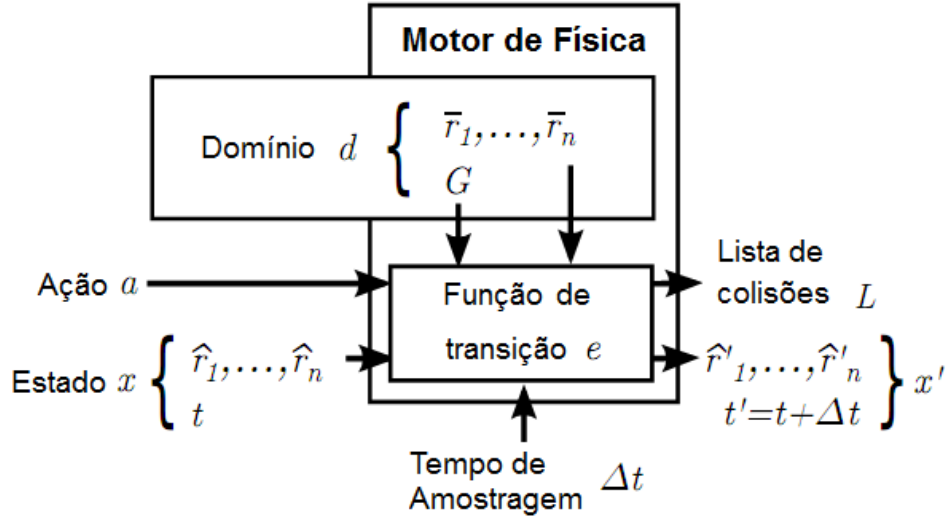 Motor de Física
Domínio d { r̄1,...,r̄n
G
Ação a
Função de
transição e
Lista de
colisões L
Estado x { r̂1,...,r̂n
t
r̂'1,...,r̂'n } x'
t'=t+Δt
Tempo de
Amostragem Δt